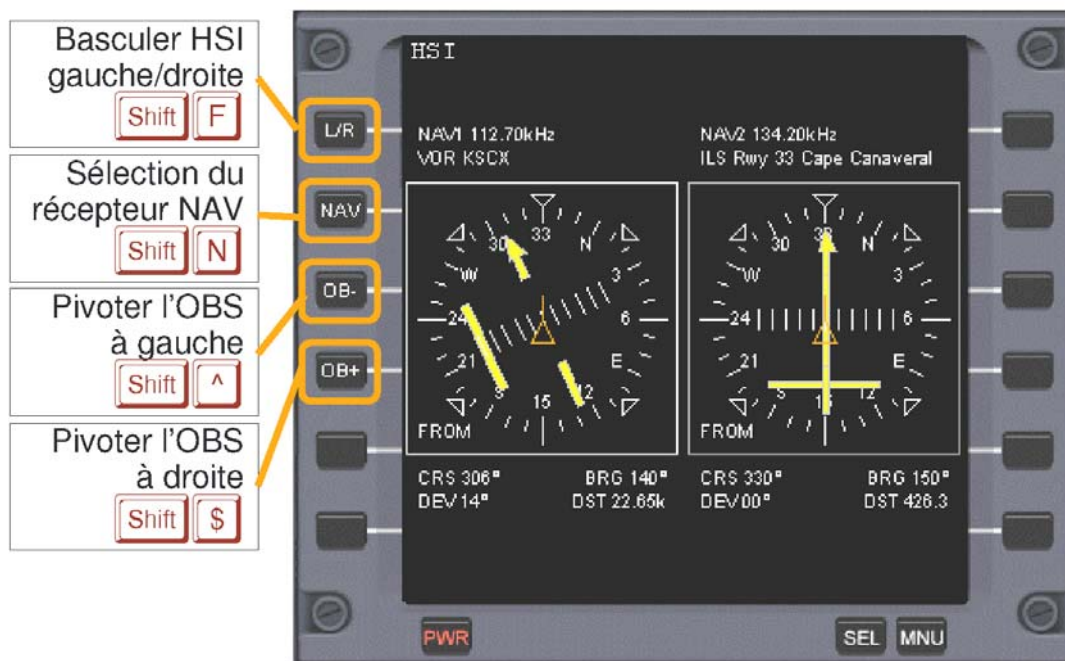 Basculer HSI
gauche/droite
Shift F
Sélection du
récepteur NAV
Shift N
Pivoter l'OBS
à gauche
Shift ^
Pivoter l'OBS
à droite
Shift $
L/R
NAV
OB-
OB+
HSI
NAV1 112.70kHz
VOR KSCX
33
N
3
6
E
12
15
S
21
24
W
30
FROM
CRS 306° BRG 140°
DEV 14° DST 22.65k
NAV2 134.20kHz
ILS Rwy 33 Cape Canaveral
33
N
3
6
E
12
15
S
21
24
W
30
FROM
CRS 330° BRG 150°
DEV 00° DST 426.3
PWR
SEL
MNU